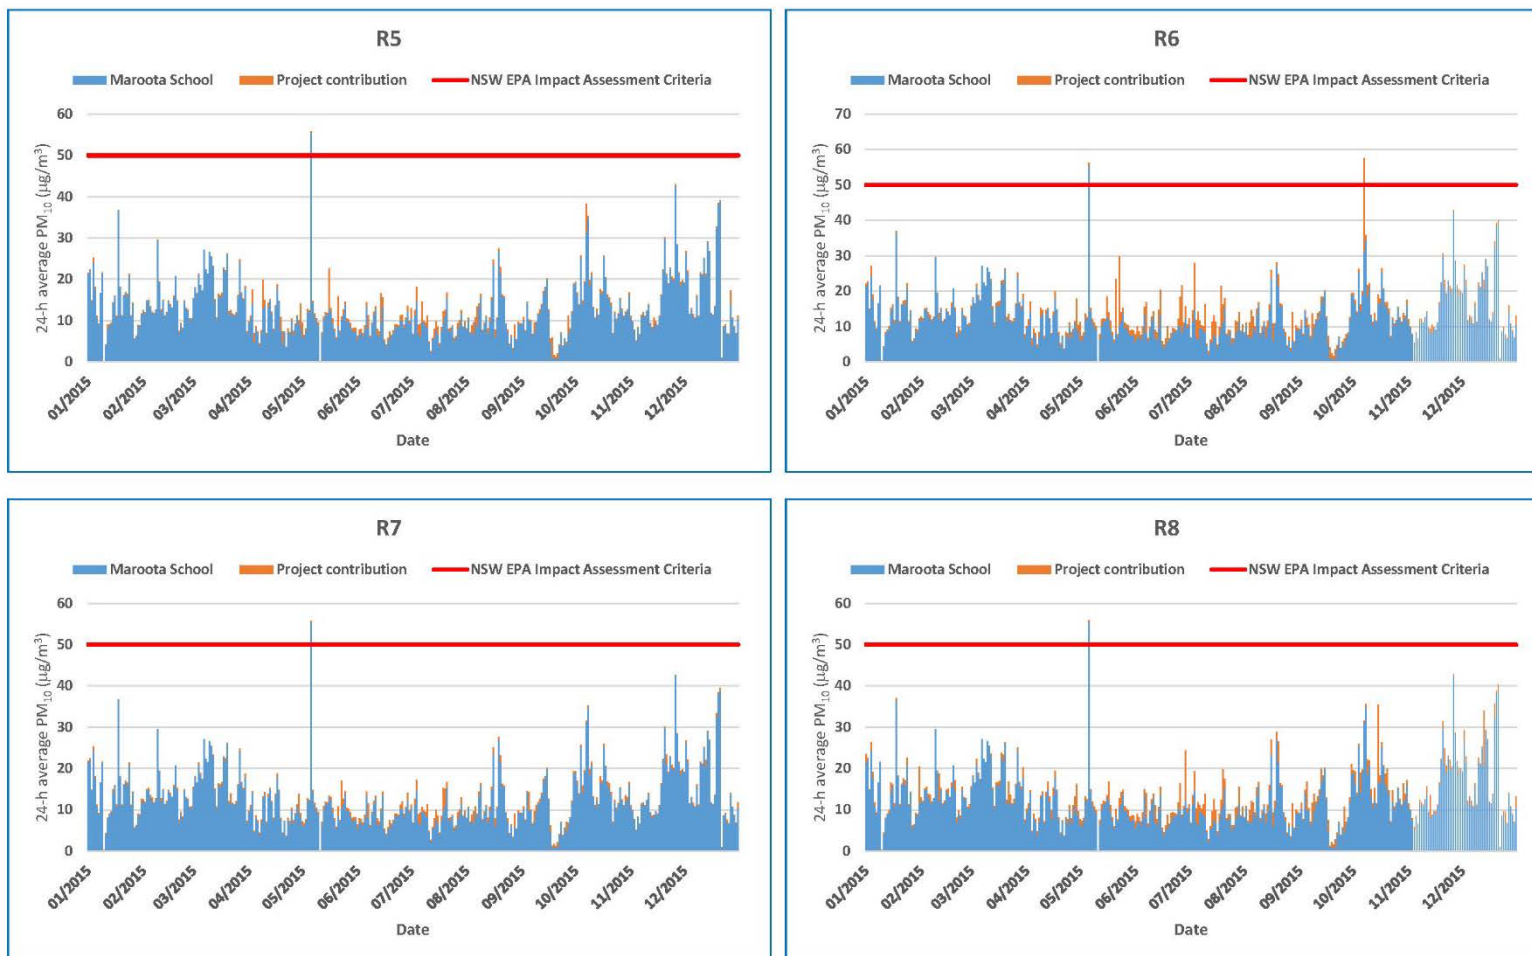 R5
Maroota School Project contribution NSW EPA Impact Assessment Criteria
24-h average PM10 (µg/m³)
60
50
40
30
20
10
0
01/2015 02/2015 03/2015 04/2015 05/2015 06/2015 07/2015 08/2015 09/2015 10/2015 11/2015 12/2015
Date
R6
Maroota School Project contribution NSW EPA Impact Assessment Criteria
24-h average PM10 (µg/m³)
70
60
50
40
30
20
10
0
01/2015 02/2015 03/2015 04/2015 05/2015 06/2015 07/2015 08/2015 09/2015 10/2015 11/2015 12/2015
Date
R7
Maroota School Project contribution NSW EPA Impact Assessment Criteria
24-h average PM10 (µg/m³)
60
50
40
30
20
10
0
01/2015 02/2015 03/2015 04/2015 05/2015 06/2015 07/2015 08/2015 09/2015 10/2015 11/2015 12/2015
Date
R8
Maroota School Project contribution NSW EPA Impact Assessment Criteria
24-h average PM10 (µg/m³)
60
50
40
30
20
10
0
01/2015 02/2015 03/2015 04/2015 05/2015 06/2015 07/2015 08/2015 09/2015 10/2015 11/2015 12/2015
Date